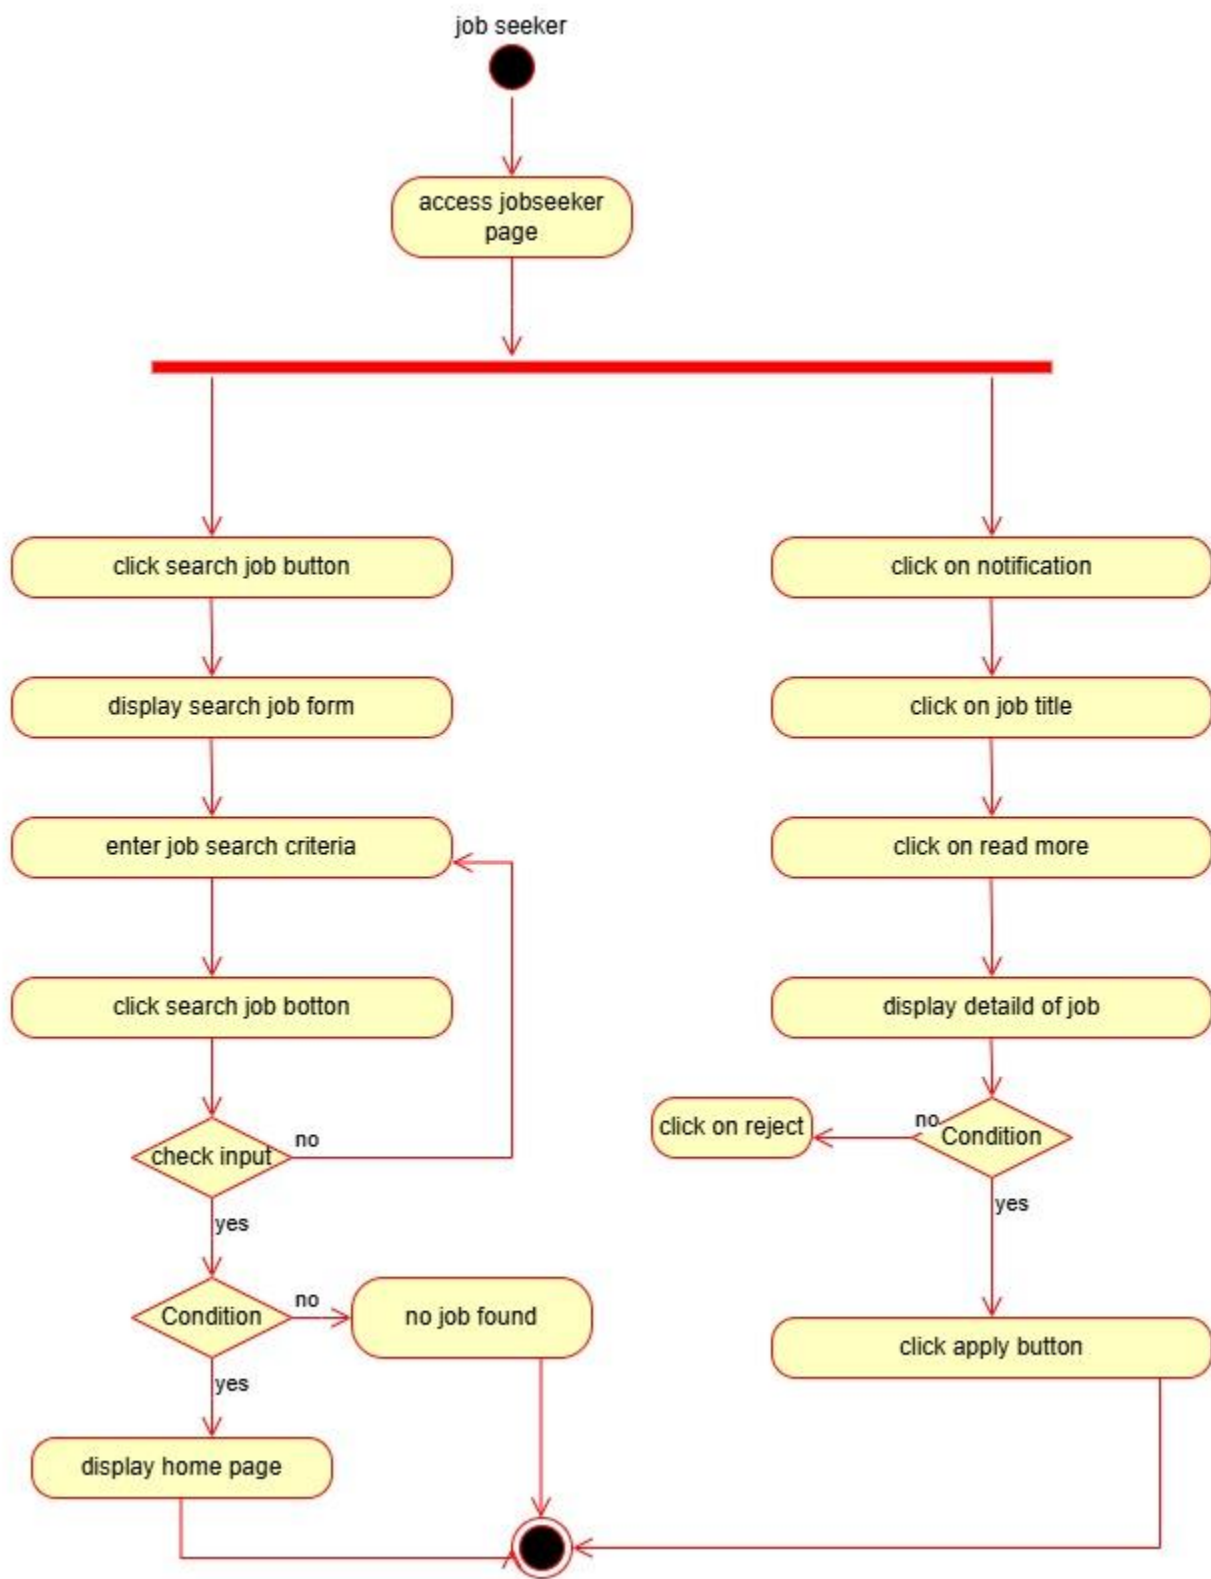 job seeker
access jobseeker
page
click search job button
click on notification
display search job form
click on job title
enter job search criteria
click on read more
click search job botton
display detaild of job
check input
no
click on reject
no
Condition
yes
yes
Condition
no
no job found
click apply button
yes
display home page